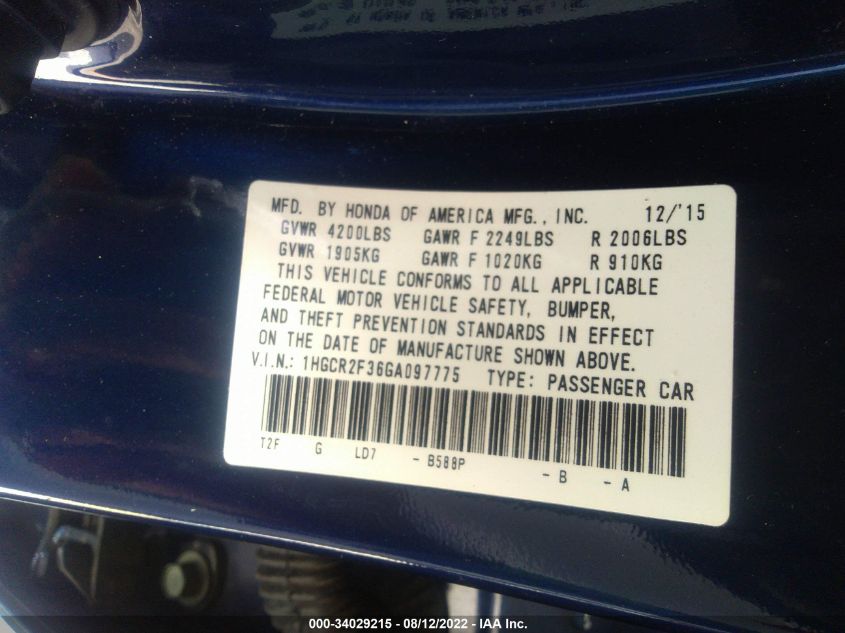 MFD. BY HONDA OF AMERICA MFG., INC. 12/'15
GVWR 4200LBS GAWR F 2249LBS R 2006LBS
GVWR 1905KG GAWR F 1020KG R 910KG
THIS VEHICLE CONFORMS TO ALL APPLICABLE
FEDERAL MOTOR VEHICLE SAFETY, BUMPER,
AND THEFT PREVENTION STANDARDS IN EFFECT
ON THE DATE OF MANUFACTURE SHOWN ABOVE.
V.I.N.: 1HGCR2F36GA097775 TYPE: PASSENGER CAR
T2F G LD7 - B588P - B - A
000-34029215 - 08/12/2022 - IAA Inc.